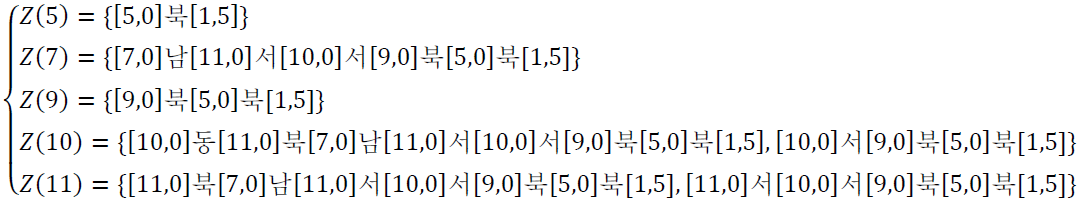 Z(5) = {[5,0]북[1,5]}
Z(7) = {[7,0]남[11,0]서[10,0]서[9,0]북[5,0]북[1,5]}
Z(9) = {[9,0]북[5,0]북[1,5]}
Z(10) = {[10,0]동[11,0]북[7,0]남[11,0]서[10,0]서[9,0]북[5,0]북[1,5], [10,0]서[9,0]북[5,0]북[1,5]}
Z(11) = {[11,0]북[7,0]남[11,0]서[10,0]서[9,0]북[5,0]북[1,5], [11,0]서[10,0]서[9,0]북[5,0]북[1,5]}